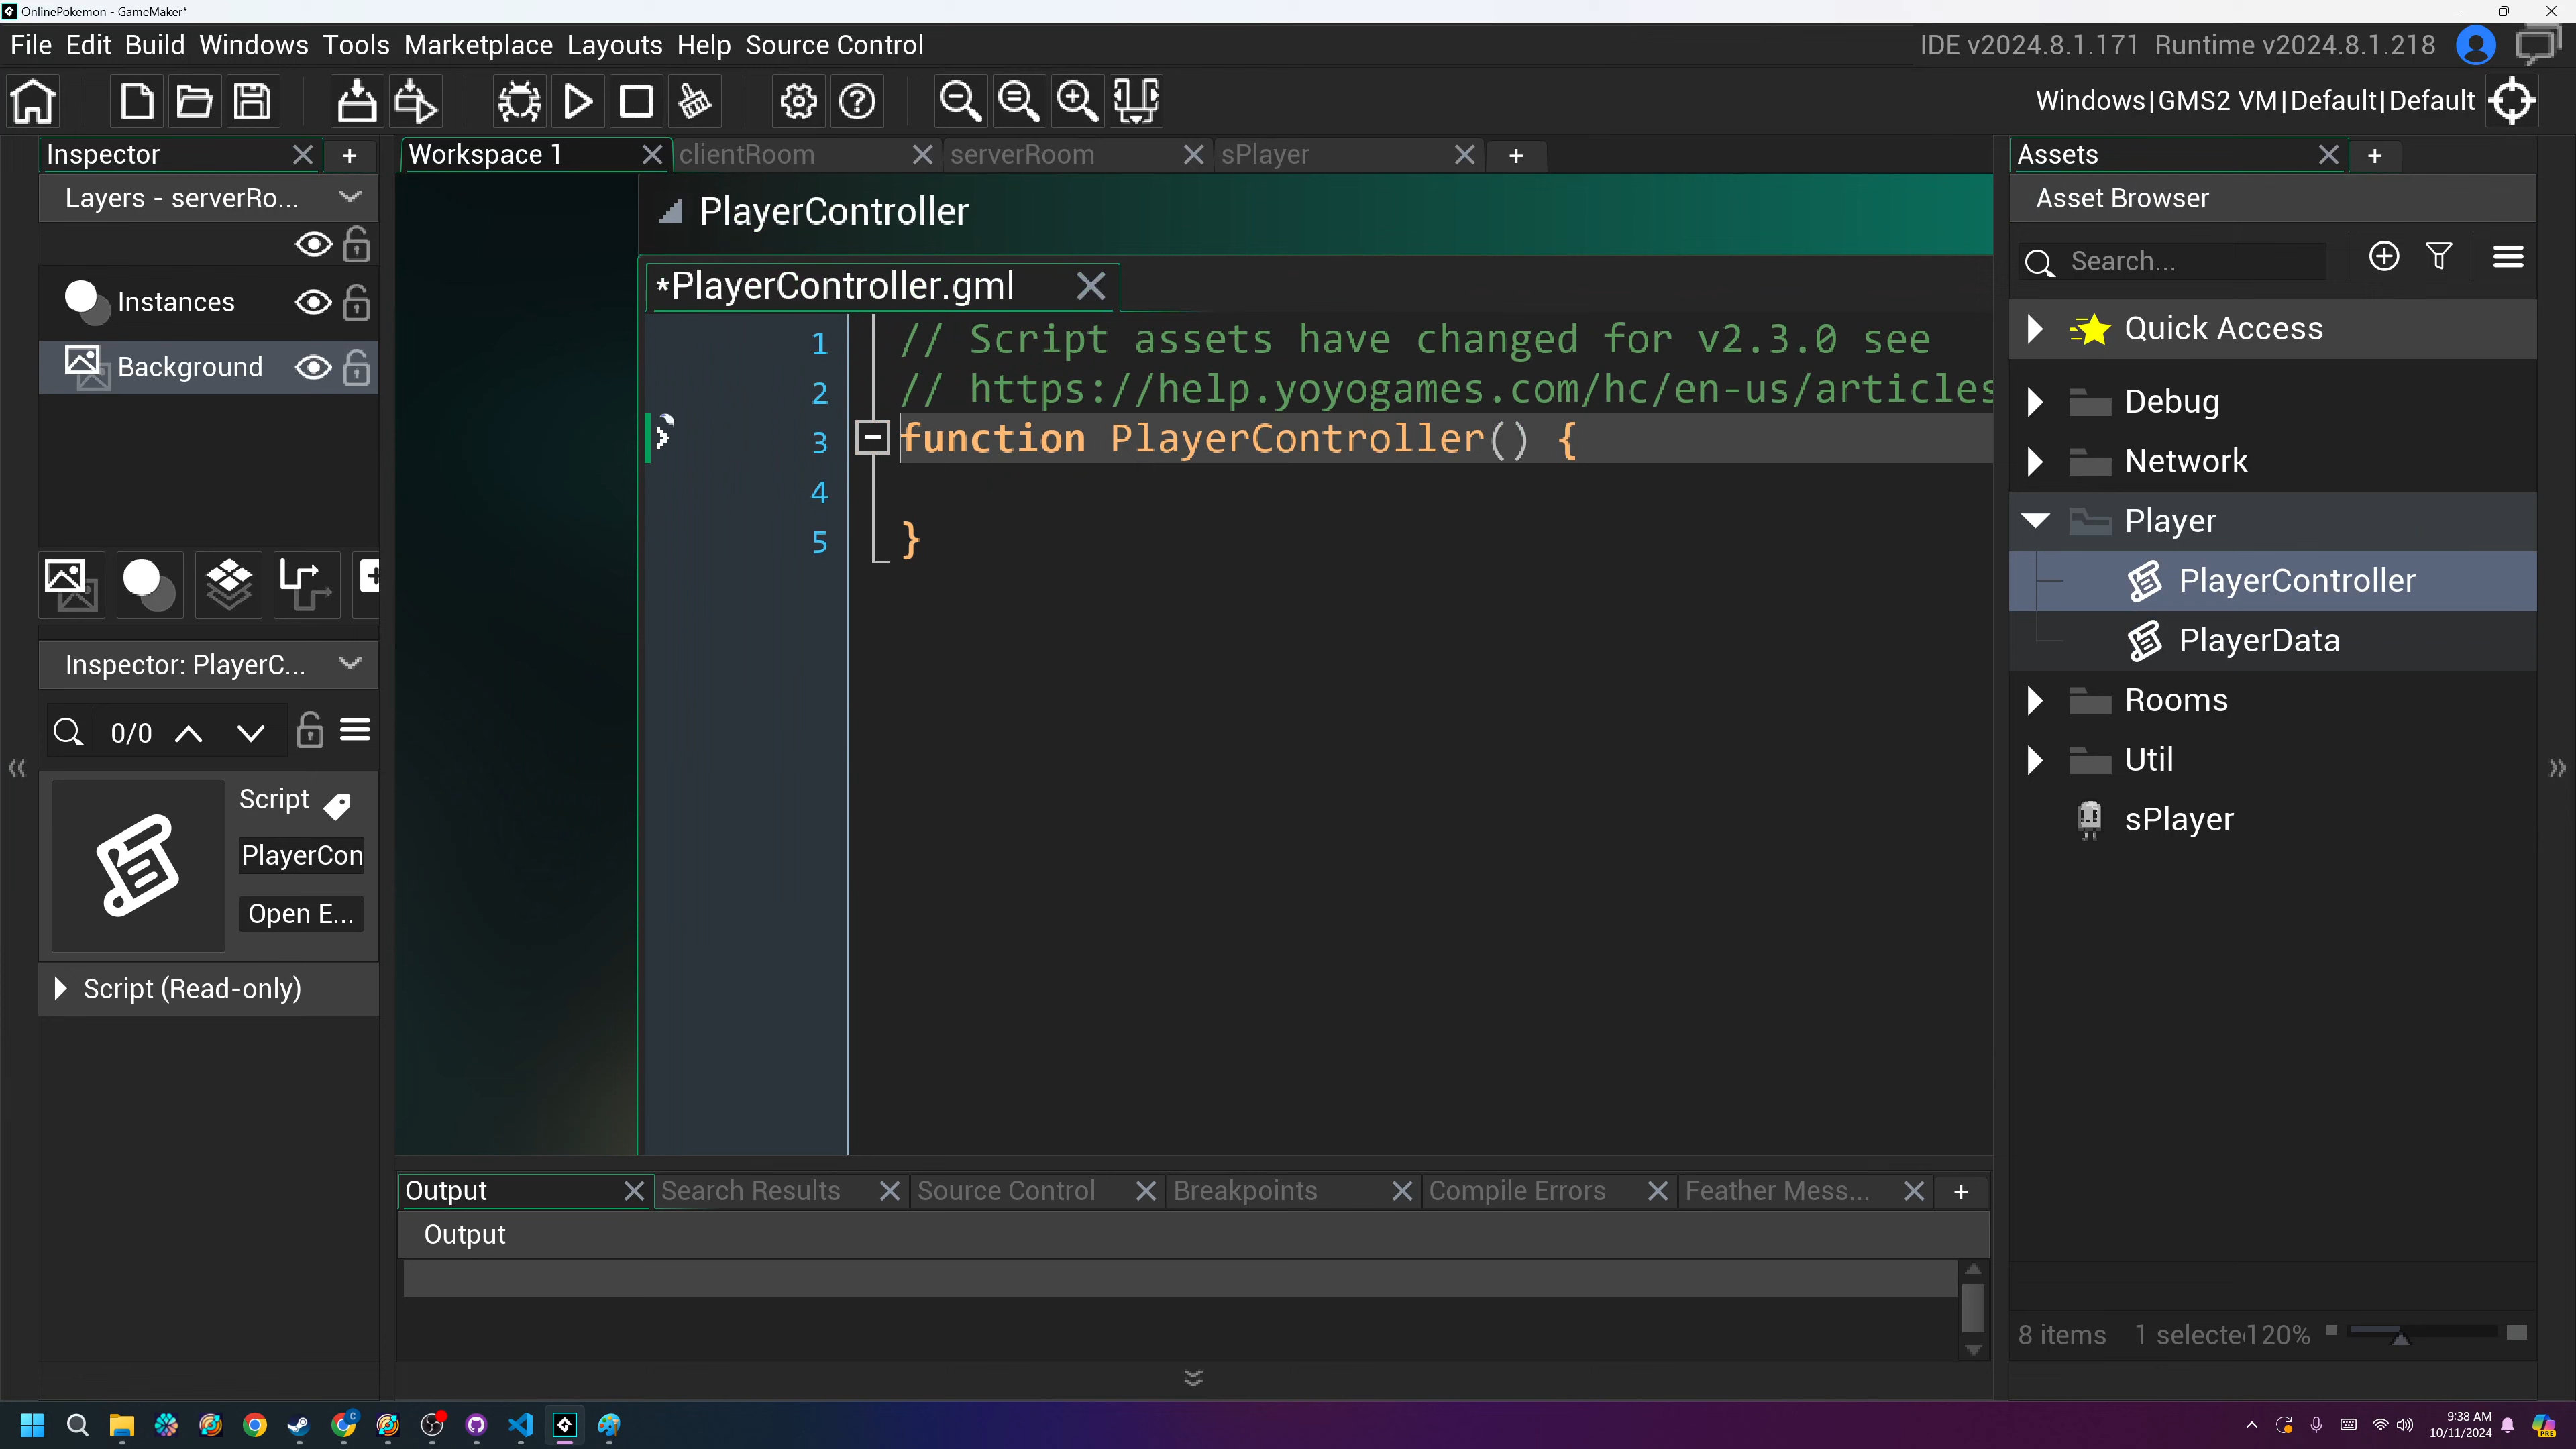 OnlinePokemon - GameMaker*
File Edit Build Windows Tools Marketplace Layouts Help Source Control
IDE v2024.8.1.171 Runtime v2024.8.1.218
Windows|GMS2 VM|Default|Default
Inspector
Layers - serverRo...
Instances
Background
Inspector: PlayerC...
0/0
Script
PlayerCon
Open E...
Script (Read-only)
Workspace 1
clientRoom
serverRoom
sPlayer
PlayerController
*PlayerController.gml
1 // Script assets have changed for v2.3.0 see
2 // https://help.yoyogames.com/hc/en-us/articles
3 function PlayerController() {
4
5 }
Output
Search Results
Source Control
Breakpoints
Compile Errors
Feather Mess...
Output
Assets
Asset Browser
Search...
Quick Access
Debug
Network
Player
PlayerController
PlayerData
Rooms
Util
sPlayer
8 items 1 selecte 120%
9:38 AM
10/11/2024
PRE